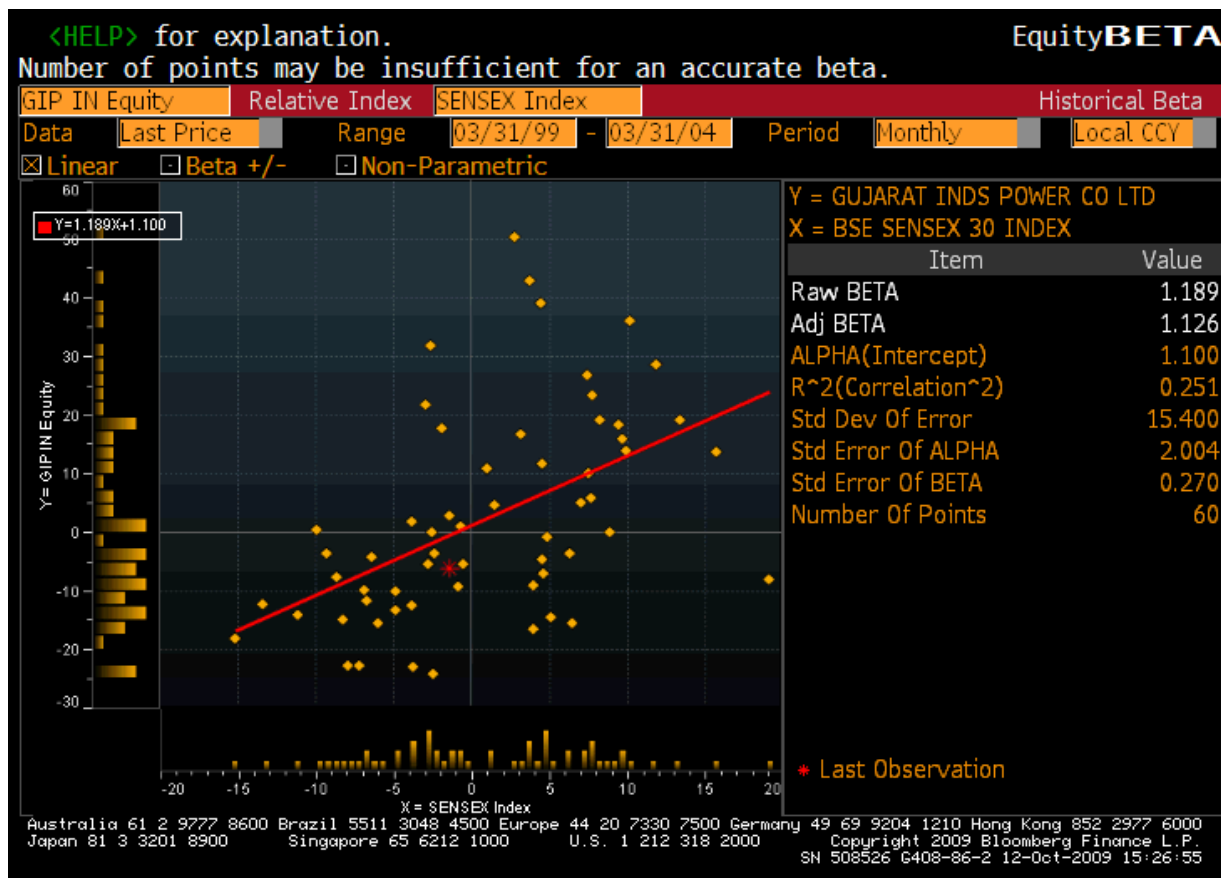 <HELP> for explanation. EquityBETA
Number of points may be insufficient for an accurate beta.
GIP IN Equity Relative Index SENSEX Index Historical Beta
Data Last Price Range 03/31/99 - 03/31/04 Period Monthly Local CCY
Linear Beta +/- Non-Parametric
60
Y=1.189X+1.100
50
40
30
20
10
0
-10
-20
-30
Y= GIP IN Equity
-20 -15 -10 -5 0 5 10 15 20
X = SENSEX Index
Y = GUJARAT INDS POWER CO LTD
X = BSE SENSEX 30 INDEX
Item Value
Raw BETA 1.189
Adj BETA 1.126
ALPHA(Intercept) 1.100
R^2(Correlation^2) 0.251
Std Dev Of Error 15.400
Std Error Of ALPHA 2.004
Std Error Of BETA 0.270
Number Of Points 60
* Last Observation
Australia 61 2 9777 8600 Brazil 5511 3048 4500 Europe 44 20 7330 7500 Germany 49 69 9204 1210 Hong Kong 852 2977 6000
Japan 81 3 3201 8900 Singapore 65 6212 1000 U.S. 1 212 318 2000 Copyright 2009 Bloomberg Finance L.P.
SN 508526 G408-86-2 12-Oct-2009 15:26:55